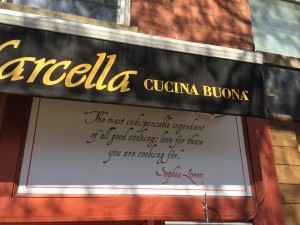 Marcella CUCINA BUONA
The most indispensable ingredient
of all good cooking: love for those
you are cooking for."
Sophia Loren